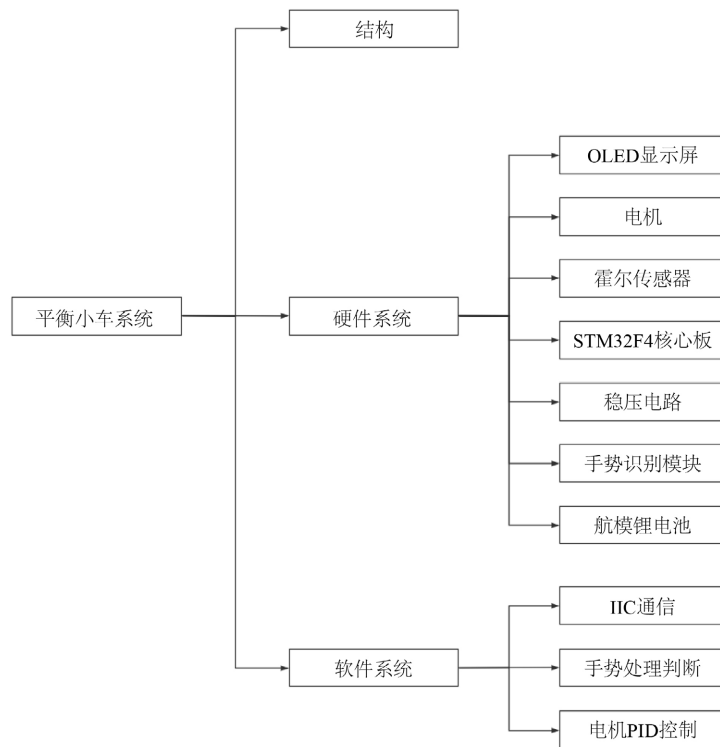 结构
OLED显示屏
电机
霍尔传感器
平衡小车系统
硬件系统
STM32F4核心板
稳压电路
手势识别模块
航模锂电池
IIC通信
软件系统
手势处理判断
电机PID控制